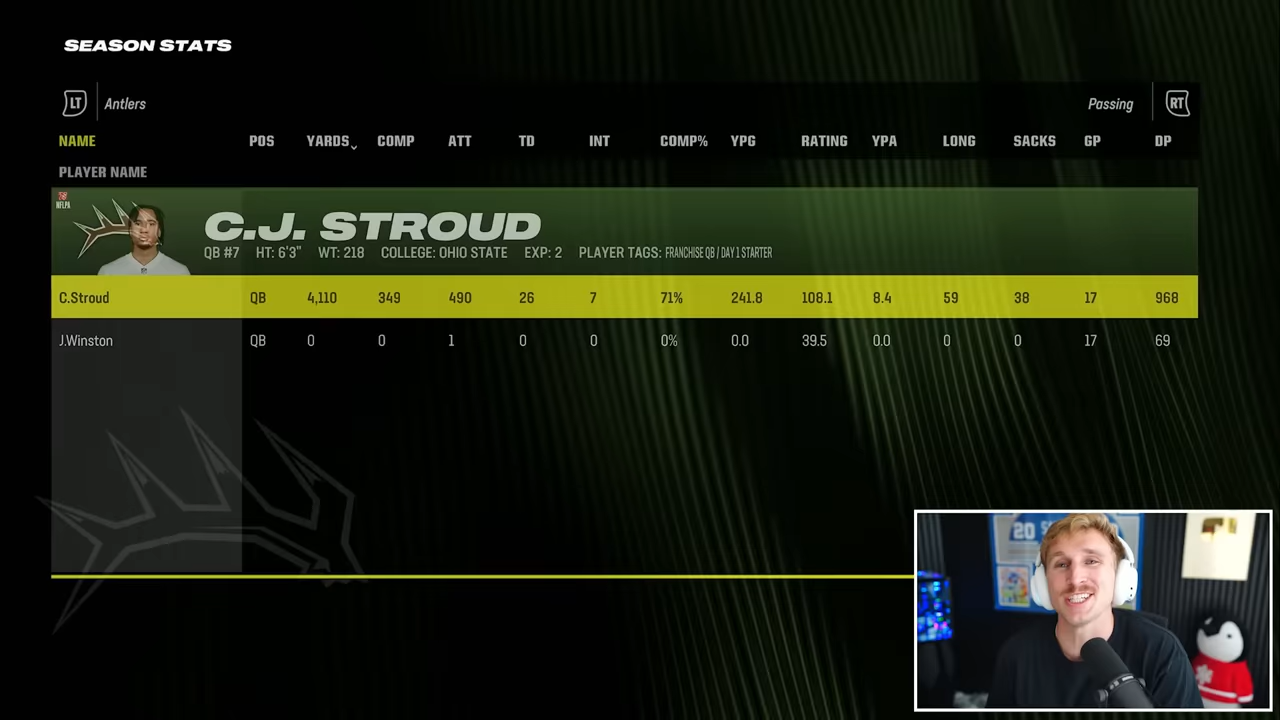 SEASON STATS
LT Antlers Passing RT
NAME POS YARDS COMP ATT TD INT COMP% YPG RATING YPA LONG SACKS GP DP
PLAYER NAME
NFLPA
C.J. STROUD
QB #7 HT: 6'3" WT: 218 COLLEGE: OHIO STATE EXP: 2 PLAYER TAGS: FRANCHISE QB / DAY 1 STARTER
C.Stroud QB 4,110 349 490 26 7 71% 241.8 108.1 8.4 59 38 17 968
J.Winston QB 0 0 1 0 0 0% 0.0 39.5 0.0 0 0 17 69
20